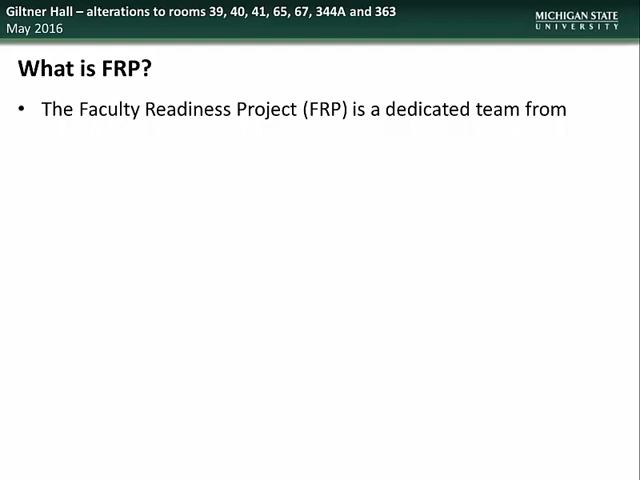 Giltner Hall – alterations to rooms 39, 40, 41, 65, 67, 344A and 363
May 2016
MICHIGAN STATE
UNIVERSITY
What is FRP?
• The Faculty Readiness Project (FRP) is a dedicated team from